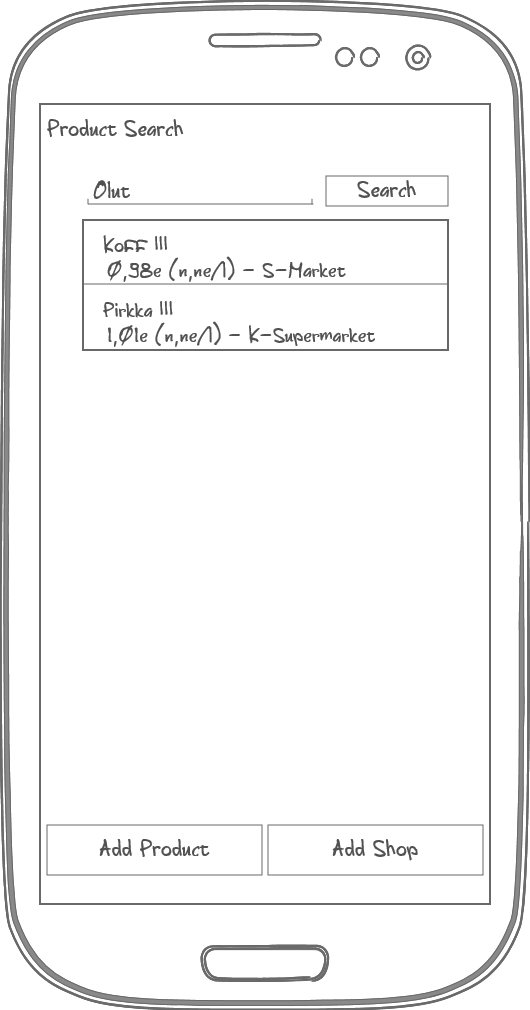 Product Search
Olut
Search
Koff III
0,98e (n,ne/l) - S-Market
Pirkka III
1,01e (n,ne/l) - K-Supermarket
Add Product
Add Shop